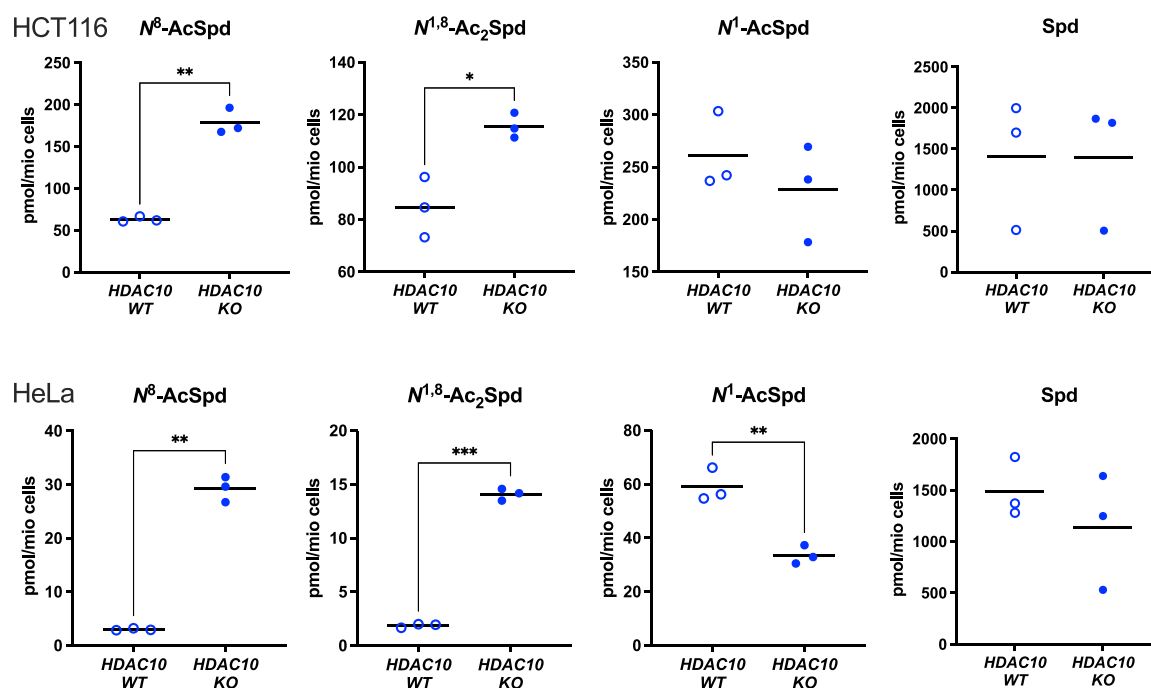 HCT116
N⁸-AcSpd
N¹,⁸-Ac₂Spd
N¹-AcSpd
Spd
pmol/mio cells
250
200
150
100
50
0
**
HDAC10
WT
HDAC10
KO
pmol/mio cells
140
120
100
80
60
*
HDAC10
WT
HDAC10
KO
pmol/mio cells
350
300
250
200
150
HDAC10
WT
HDAC10
KO
pmol/mio cells
2500
2000
1500
1000
500
0
HDAC10
WT
HDAC10
KO
HeLa
N⁸-AcSpd
N¹,⁸-Ac₂Spd
N¹-AcSpd
Spd
pmol/mio cells
40
30
20
10
0
**
HDAC10
WT
HDAC10
KO
pmol/mio cells
20
15
10
5
0
***
HDAC10
WT
HDAC10
KO
pmol/mio cells
80
60
40
20
0
**
HDAC10
WT
HDAC10
KO
pmol/mio cells
2000
1500
1000
500
0
HDAC10
WT
HDAC10
KO